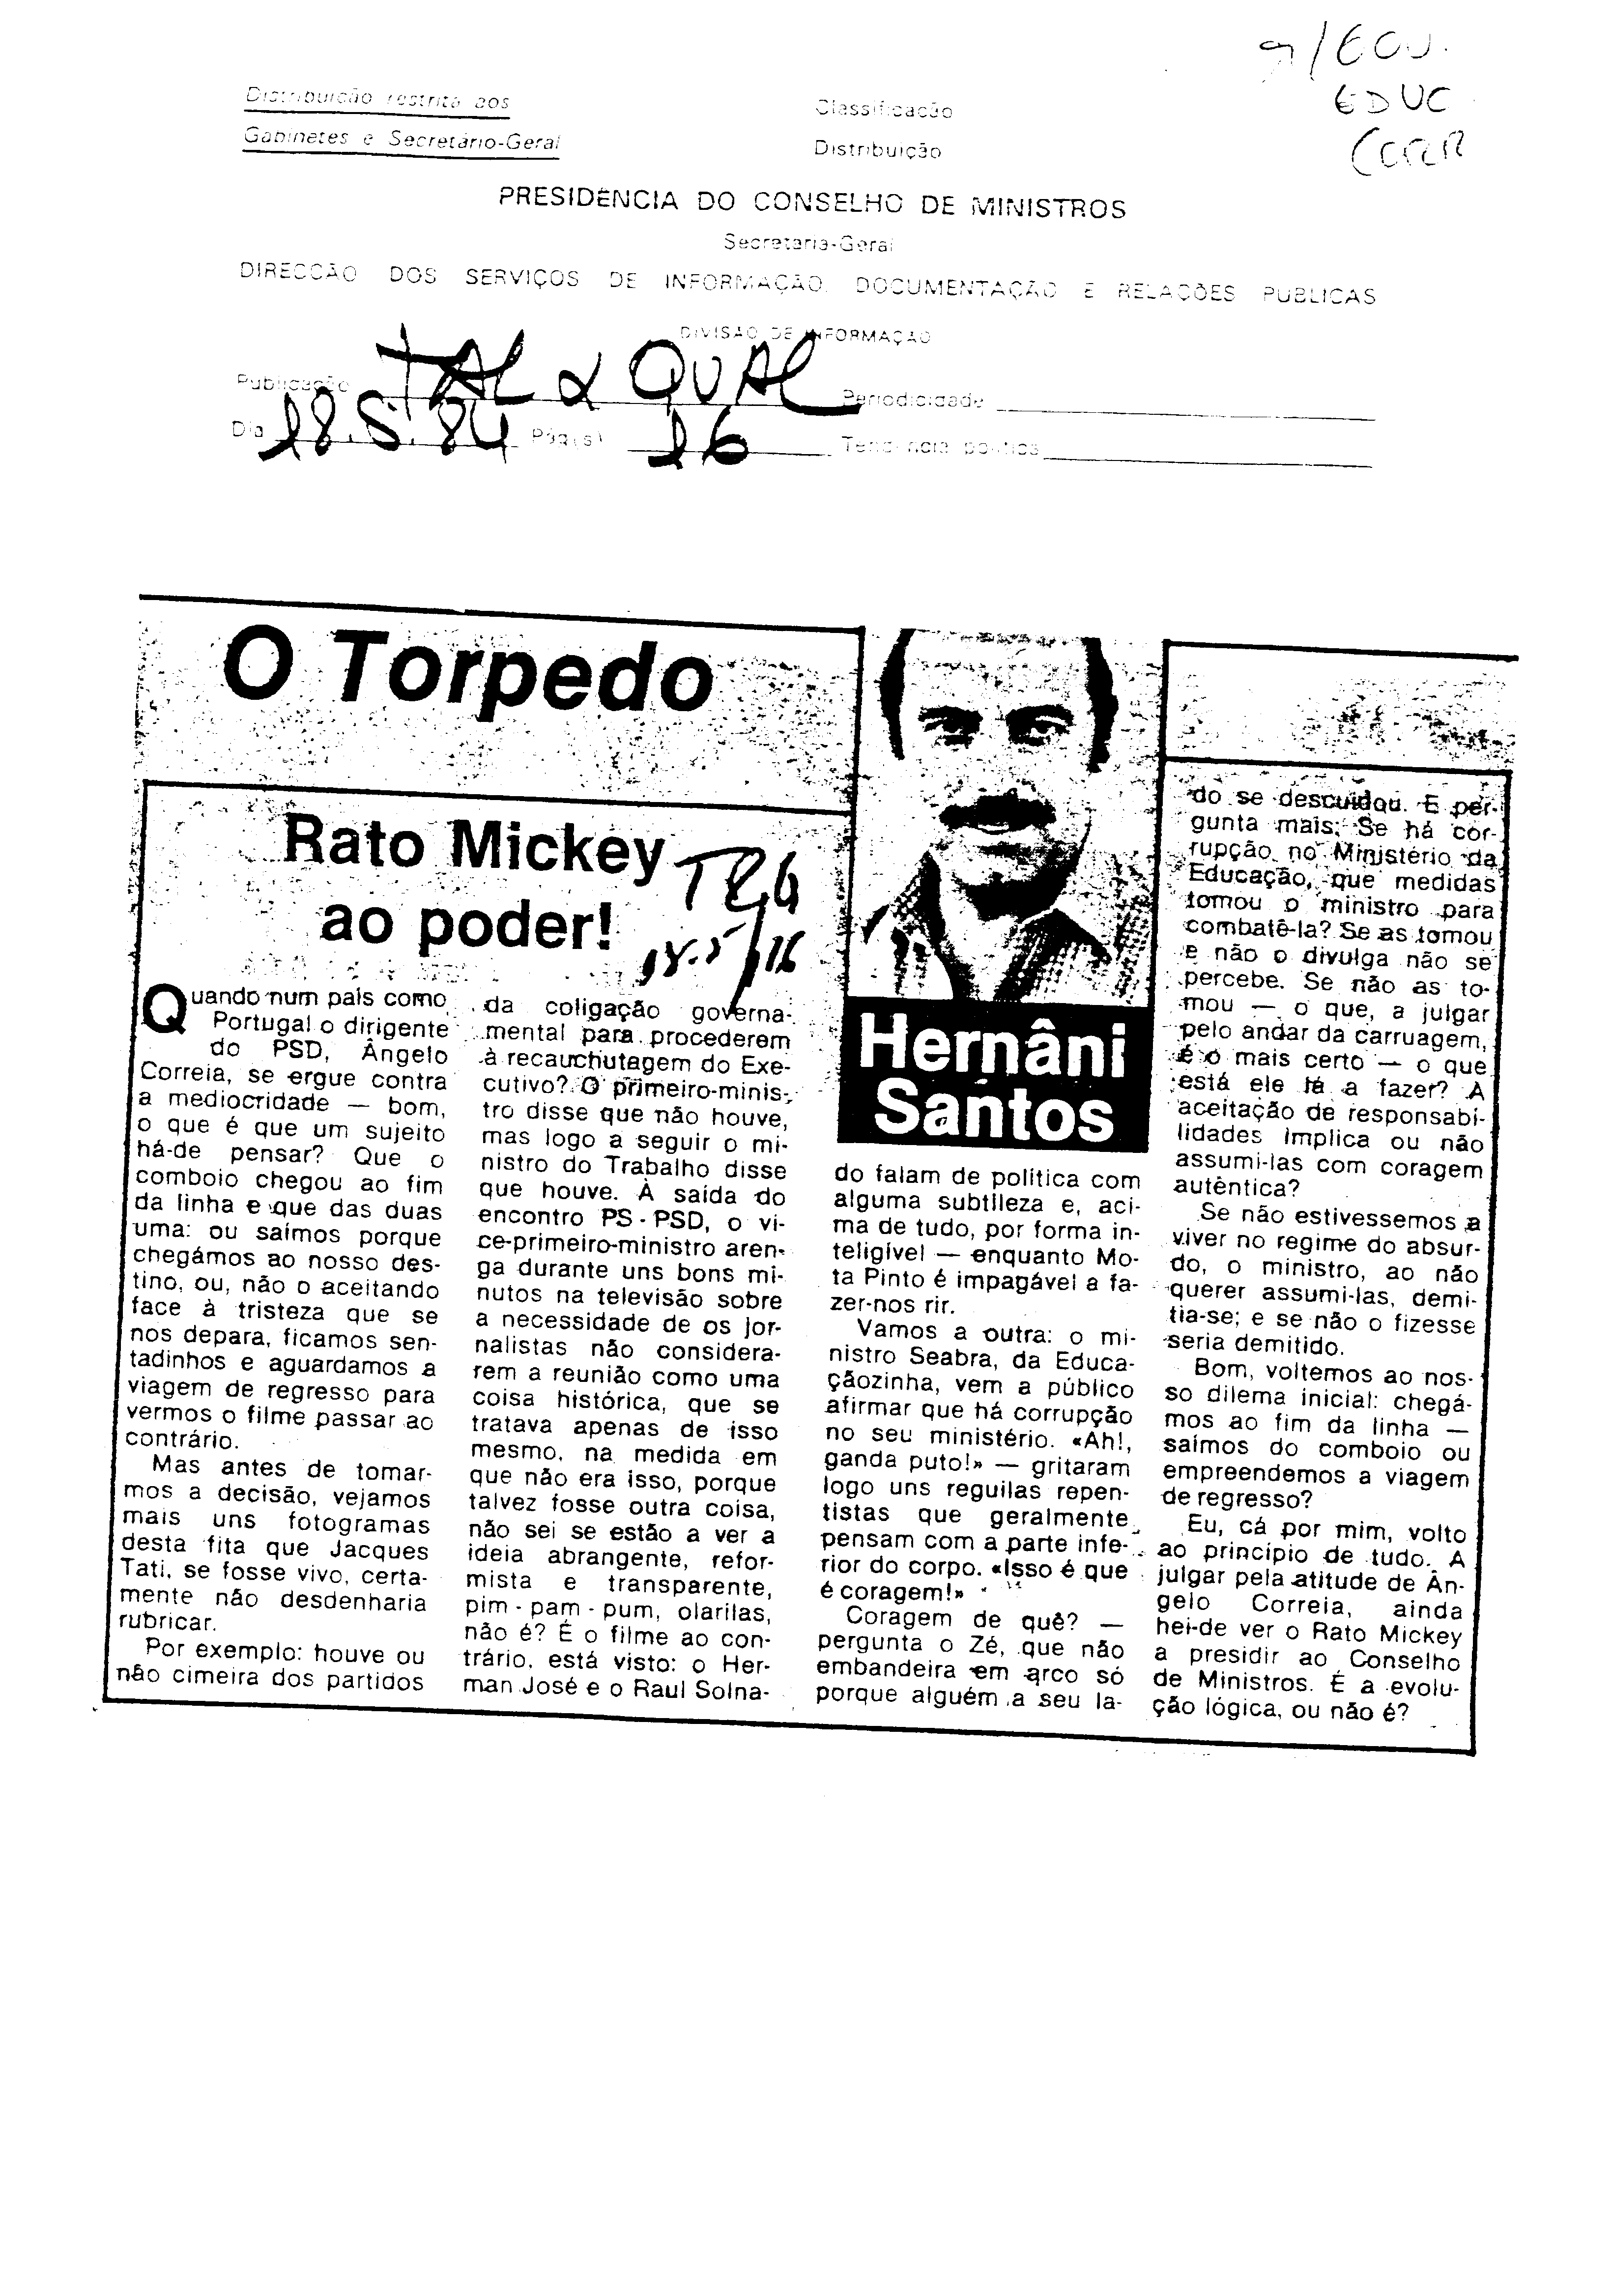 9/EDU.
EDUC
CORR
Distribuição restrita aos
Gabinetes e Secretário-Geral
Classificacão
Distribuição
PRESIDÊNCIA DO CONSELHO DE MINISTROS
Secretaria-Geral
DIRECCÃO DOS SERVIÇOS DE INFORMAÇÃO, DOCUMENTAÇÃO E RELAÇÕES PUBLICAS
DIVISÃO DE INFORMAÇÃO
Publicação TAL & QUAL Periodicidade
Dia 18.5.84 Pág(s) 16 Tendência política
O Torpedo
Rato Mickey
ao poder!
T&Q
18-5/16
Quando num pais como
Portugal o dirigente
do PSD, Ângelo
Correia, se ergue contra
a mediocridade — bom,
o que é que um sujeito
há-de pensar? Que o
comboio chegou ao fim
da linha e que das duas
uma: ou saímos porque
chegámos ao nosso des-
tino, ou, não o aceitando
face à tristeza que se
nos depara, ficamos sen-
tadinhos e aguardamos a
viagem de regresso para
vermos o filme passar ao
contrário.
Mas antes de tomar-
mos a decisão, vejamos
mais uns fotogramas
desta fita que Jacques
Tati, se fosse vivo, certa-
mente não desdenharia
rubricar.
Por exemplo: houve ou
não cimeira dos partidos
da coligação governa-
mental para procederem
à recauchutagem do Exe-
cutivo? O primeiro-minis-
tro disse que não houve,
mas logo a seguir o mi-
nistro do Trabalho disse
que houve. À saída do
encontro PS-PSD, o vi-
ce-primeiro-ministro aren-
ga durante uns bons mi-
nutos na televisão sobre
a necessidade de os jor-
nalistas não considera-
rem a reunião como uma
coisa histórica, que se
tratava apenas de isso
mesmo, na medida em
que não era isso, porque
talvez fosse outra coisa,
não sei se estão a ver a
ideia abrangente, refor-
mista e transparente,
pim-pam-pum, olarilas,
não é? É o filme ao con-
trário, está visto: o Her-
man José e o Raul Solna-
Hernâni
Santos
do falam de política com
alguma subtileza e, aci-
ma de tudo, por forma in-
teligível — enquanto Mo-
ta Pinto é impagável a fa-
zer-nos rir.
Vamos a outra: o mi-
nistro Seabra, da Educa-
çãozinha, vem a público
afirmar que há corrupção
no seu ministério. «Ah!,
ganda puto!» — gritaram
logo uns reguilas repen-
tistas que geralmente
pensam com a parte infe-
rior do corpo. «Isso é que
é coragem!»
Coragem de quê? —
pergunta o Zé, que não
embandeira em arco só
porque alguém a seu la-
do se descuidou. E per-
gunta mais: Se há cor-
rupção no Ministério da
Educação, que medidas
tomou o ministro para
combatê-la? Se as tomou
e não o divulga não se
percebe. Se não as to-
mou — o que, a julgar
pelo andar da carruagem,
é o mais certo — o que
está ele lá a fazer? A
aceitação de responsabi-
lidades implica ou não
assumi-las com coragem
autêntica?
Se não estivessemos a
viver no regime do absur-
do, o ministro, ao não
querer assumi-las, demi-
tia-se; e se não o fizesse
seria demitido.
Bom, voltemos ao nos-
so dilema inicial: chegá-
mos ao fim da linha —
saímos do comboio ou
empreendemos a viagem
de regresso?
Eu, cá por mim, volto
ao princípio de tudo. A
julgar pela atitude de Ân-
gelo Correia, ainda
hei-de ver o Rato Mickey
a presidir ao Conselho
de Ministros. É a evolu-
ção lógica, ou não é?